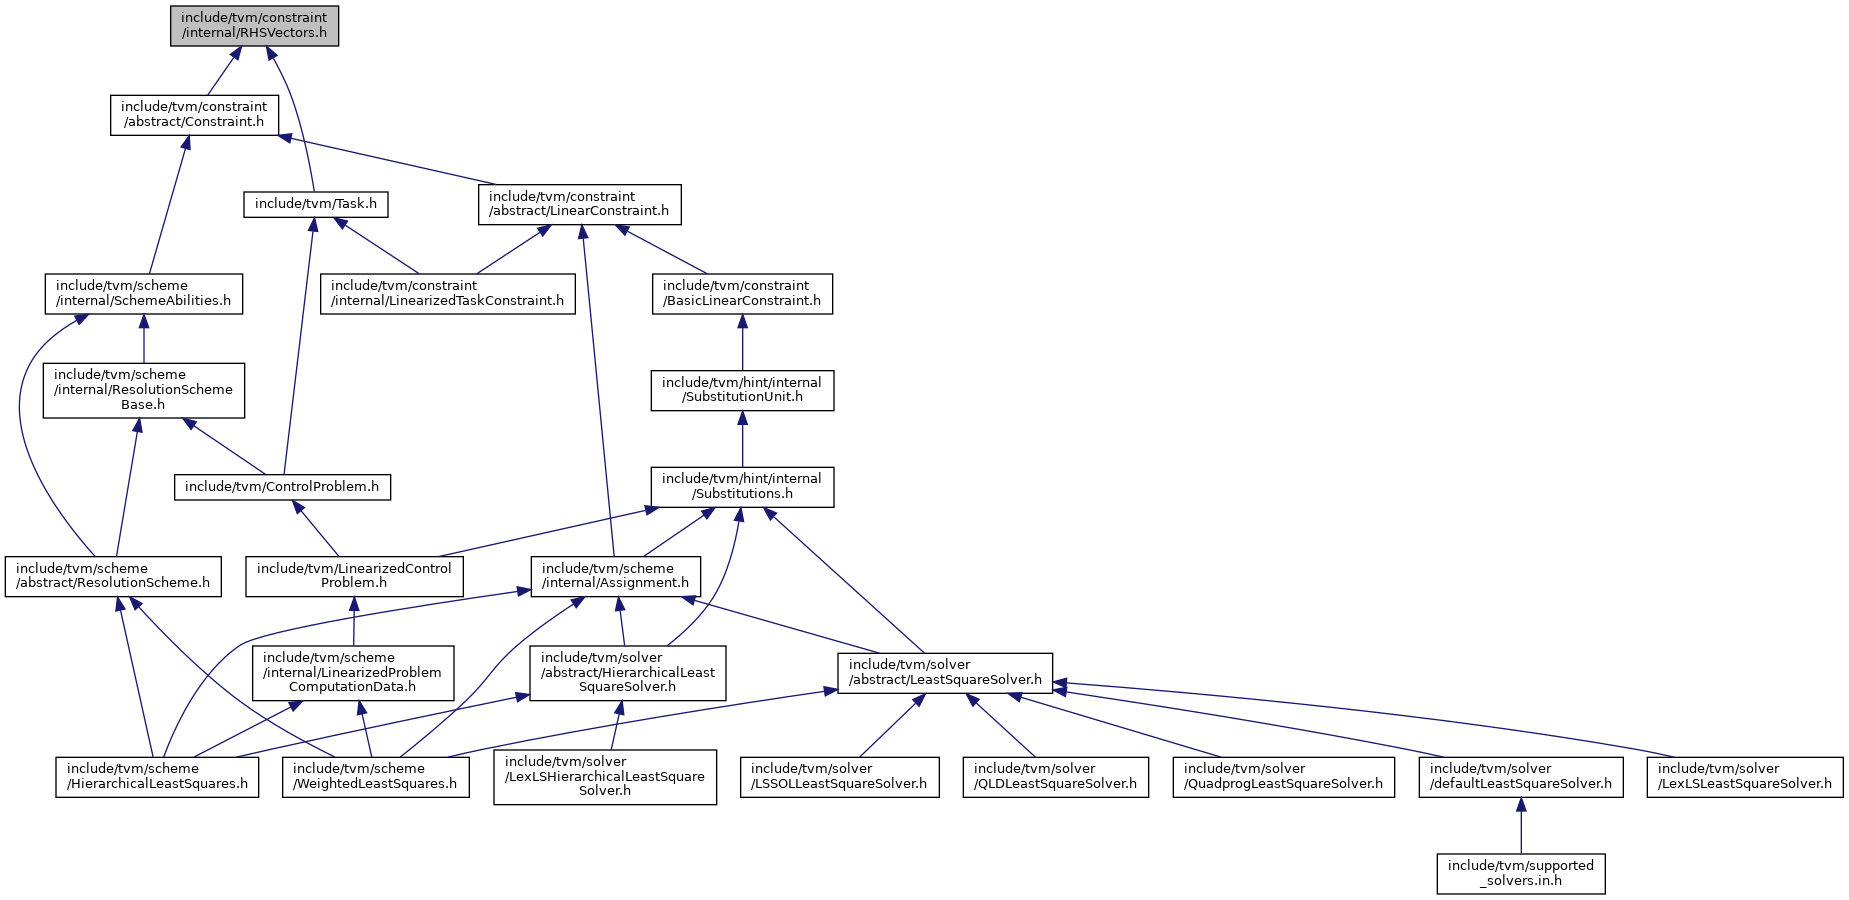 include/tvm/constraint
/internal/RHSVectors.h
include/tvm/constraint
/abstract/Constraint.h
include/tvm/Task.h
include/tvm/constraint
/abstract/LinearConstraint.h
include/tvm/scheme
/internal/SchemeAbilities.h
include/tvm/constraint
/internal/LinearizedTaskConstraint.h
include/tvm/constraint
/BasicLinearConstraint.h
include/tvm/scheme
/internal/ResolutionScheme
Base.h
include/tvm/hint/internal
/SubstitutionUnit.h
include/tvm/ControlProblem.h
include/tvm/hint/internal
/Substitutions.h
include/tvm/scheme
/abstract/ResolutionScheme.h
include/tvm/LinearizedControl
Problem.h
include/tvm/scheme
/internal/Assignment.h
include/tvm/scheme
/internal/LinearizedProblem
ComputationData.h
include/tvm/solver
/abstract/HierarchicalLeast
SquareSolver.h
include/tvm/solver
/abstract/LeastSquareSolver.h
include/tvm/scheme
/HierarchicalLeastSquares.h
include/tvm/scheme
/WeightedLeastSquares.h
include/tvm/solver
/LexLSHierarchicalLeastSquare
Solver.h
include/tvm/solver
/LSSOLLeastSquareSolver.h
include/tvm/solver
/QLDLeastSquareSolver.h
include/tvm/solver
/QuadprogLeastSquareSolver.h
include/tvm/solver
/defaultLeastSquareSolver.h
include/tvm/solver
/LexLSLeastSquareSolver.h
include/tvm/supported
_solvers.in.h